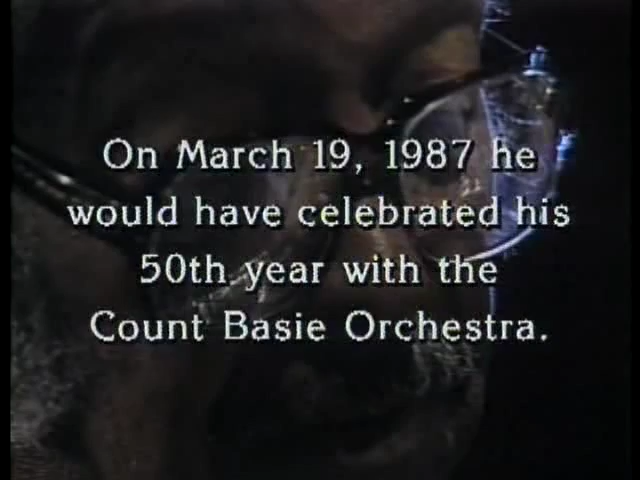 On March 19, 1987 he
would have celebrated his
50th year with the
Count Basie Orchestra.